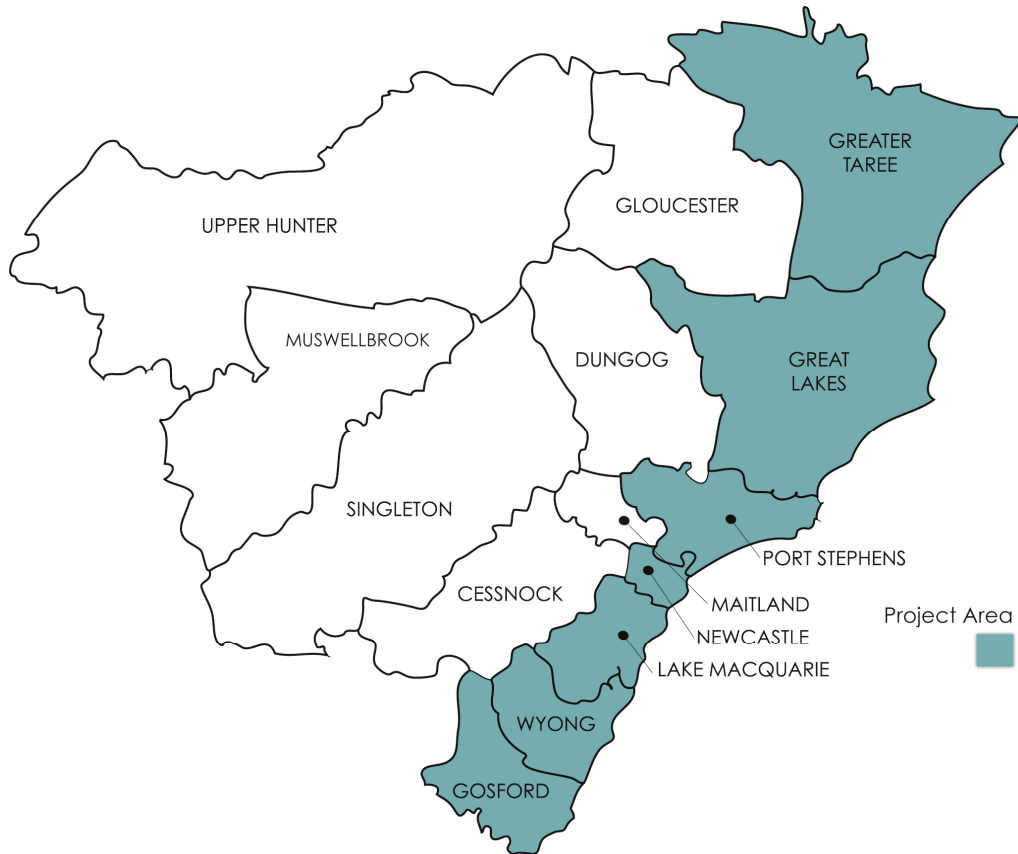 GREATER
TAREE
GLOUCESTER
UPPER HUNTER
MUSWELLBROOK
DUNGOG
GREAT
LAKES
SINGLETON
PORT STEPHENS
CESSNOCK
MAITLAND
Project Area
NEWCASTLE
LAKE MACQUARIE
WYONG
GOSFORD